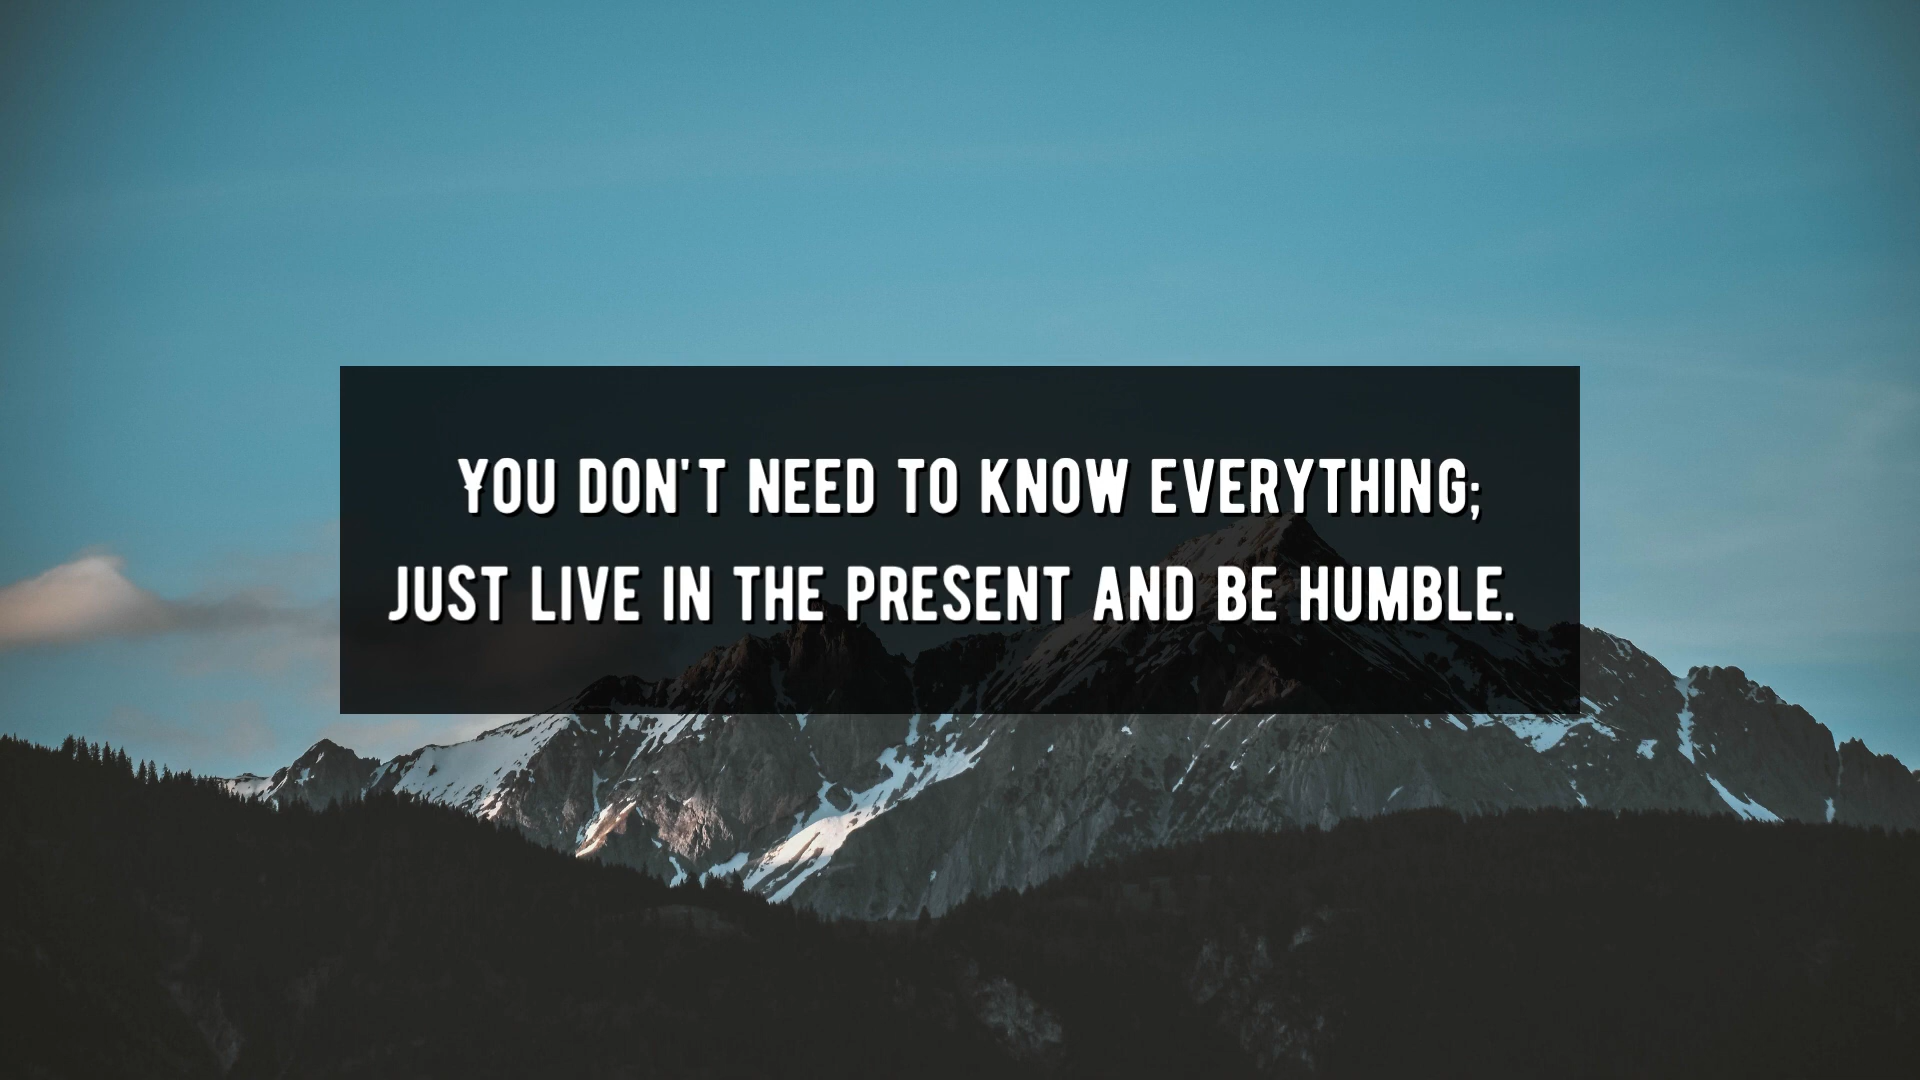 YOU DON'T NEED TO KNOW EVERYTHING;
JUST LIVE IN THE PRESENT AND BE HUMBLE.